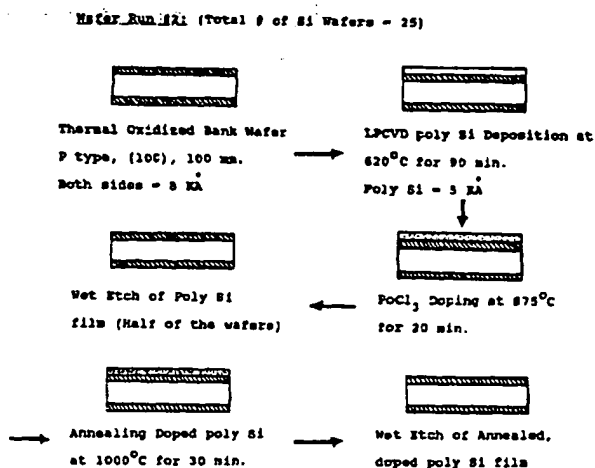 Wafer Run #2: (Total # of Si Wafers = 25)
Thermal Oxidized Bank Wafer
P type, (100), 100 mm.
Both sides = 8 KÅ
LPCVD poly Si Deposition at
620°C for 90 min.
Poly Si = 5 KÅ
PoCl₃ Doping at 875°C
for 20 min.
Wet Etch of Poly Si
film (Half of the wafers)
Annealing Doped poly Si
at 1000°C for 30 min.
Wet Etch of Annealed,
doped poly Si film